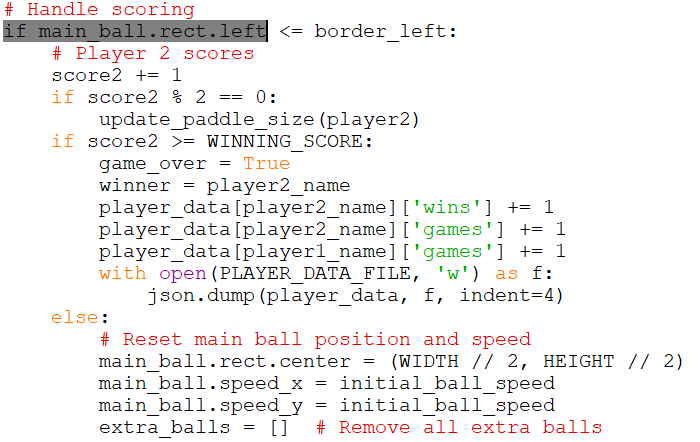 # Handle scoring
if main_ball.rect.left <= border_left:
    # Player 2 scores
    score2 += 1
    if score2 % 2 == 0:
        update_paddle_size(player2)
    if score2 >= WINNING_SCORE:
        game_over = True
        winner = player2_name
        player_data[player2_name]['wins'] += 1
        player_data[player2_name]['games'] += 1
        player_data[player1_name]['games'] += 1
        with open(PLAYER_DATA_FILE, 'w') as f:
            json.dump(player_data, f, indent=4)
    else:
        # Reset main ball position and speed
        main_ball.rect.center = (WIDTH // 2, HEIGHT // 2)
        main_ball.speed_x = initial_ball_speed
        main_ball.speed_y = initial_ball_speed
        extra_balls = []  # Remove all extra balls